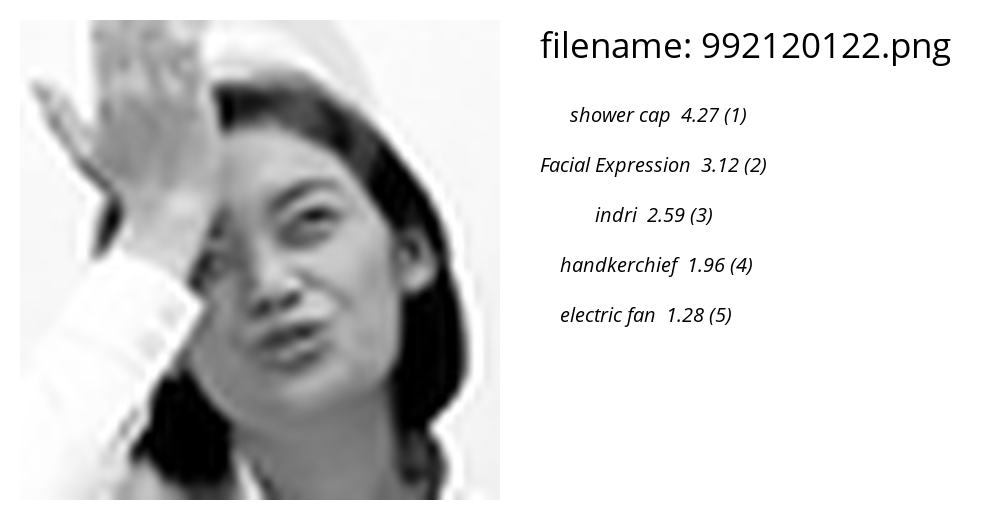 filename: 992120122.png
shower cap 4.27 (1)
Facial Expression 3.12 (2)
indri 2.59 (3)
handkerchief 1.96 (4)
electric fan 1.28 (5)